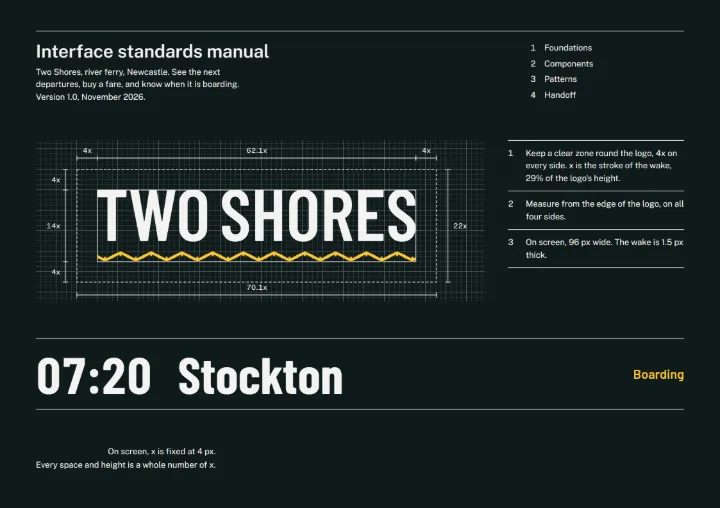 Interface standards manual
Two Shores, river ferry, Newcastle. See the next
departures, buy a fare, and know when it is boarding.
Version 1.0, November 2026.
1 Foundations
2 Components
3 Patterns
4 Handoff
4x
62.1x
4x
4x
14x
4x
TWO SHORES
22x
70.1x
1 Keep a clear zone round the logo, 4x on
every side. x is the stroke of the wake,
29% of the logo's height.
2 Measure from the edge of the logo, on all
four sides.
3 On screen, 96 px wide. The wake is 1.5 px
thick.
07:20 Stockton
Boarding
On screen, x is fixed at 4 px.
Every space and height is a whole number of x.